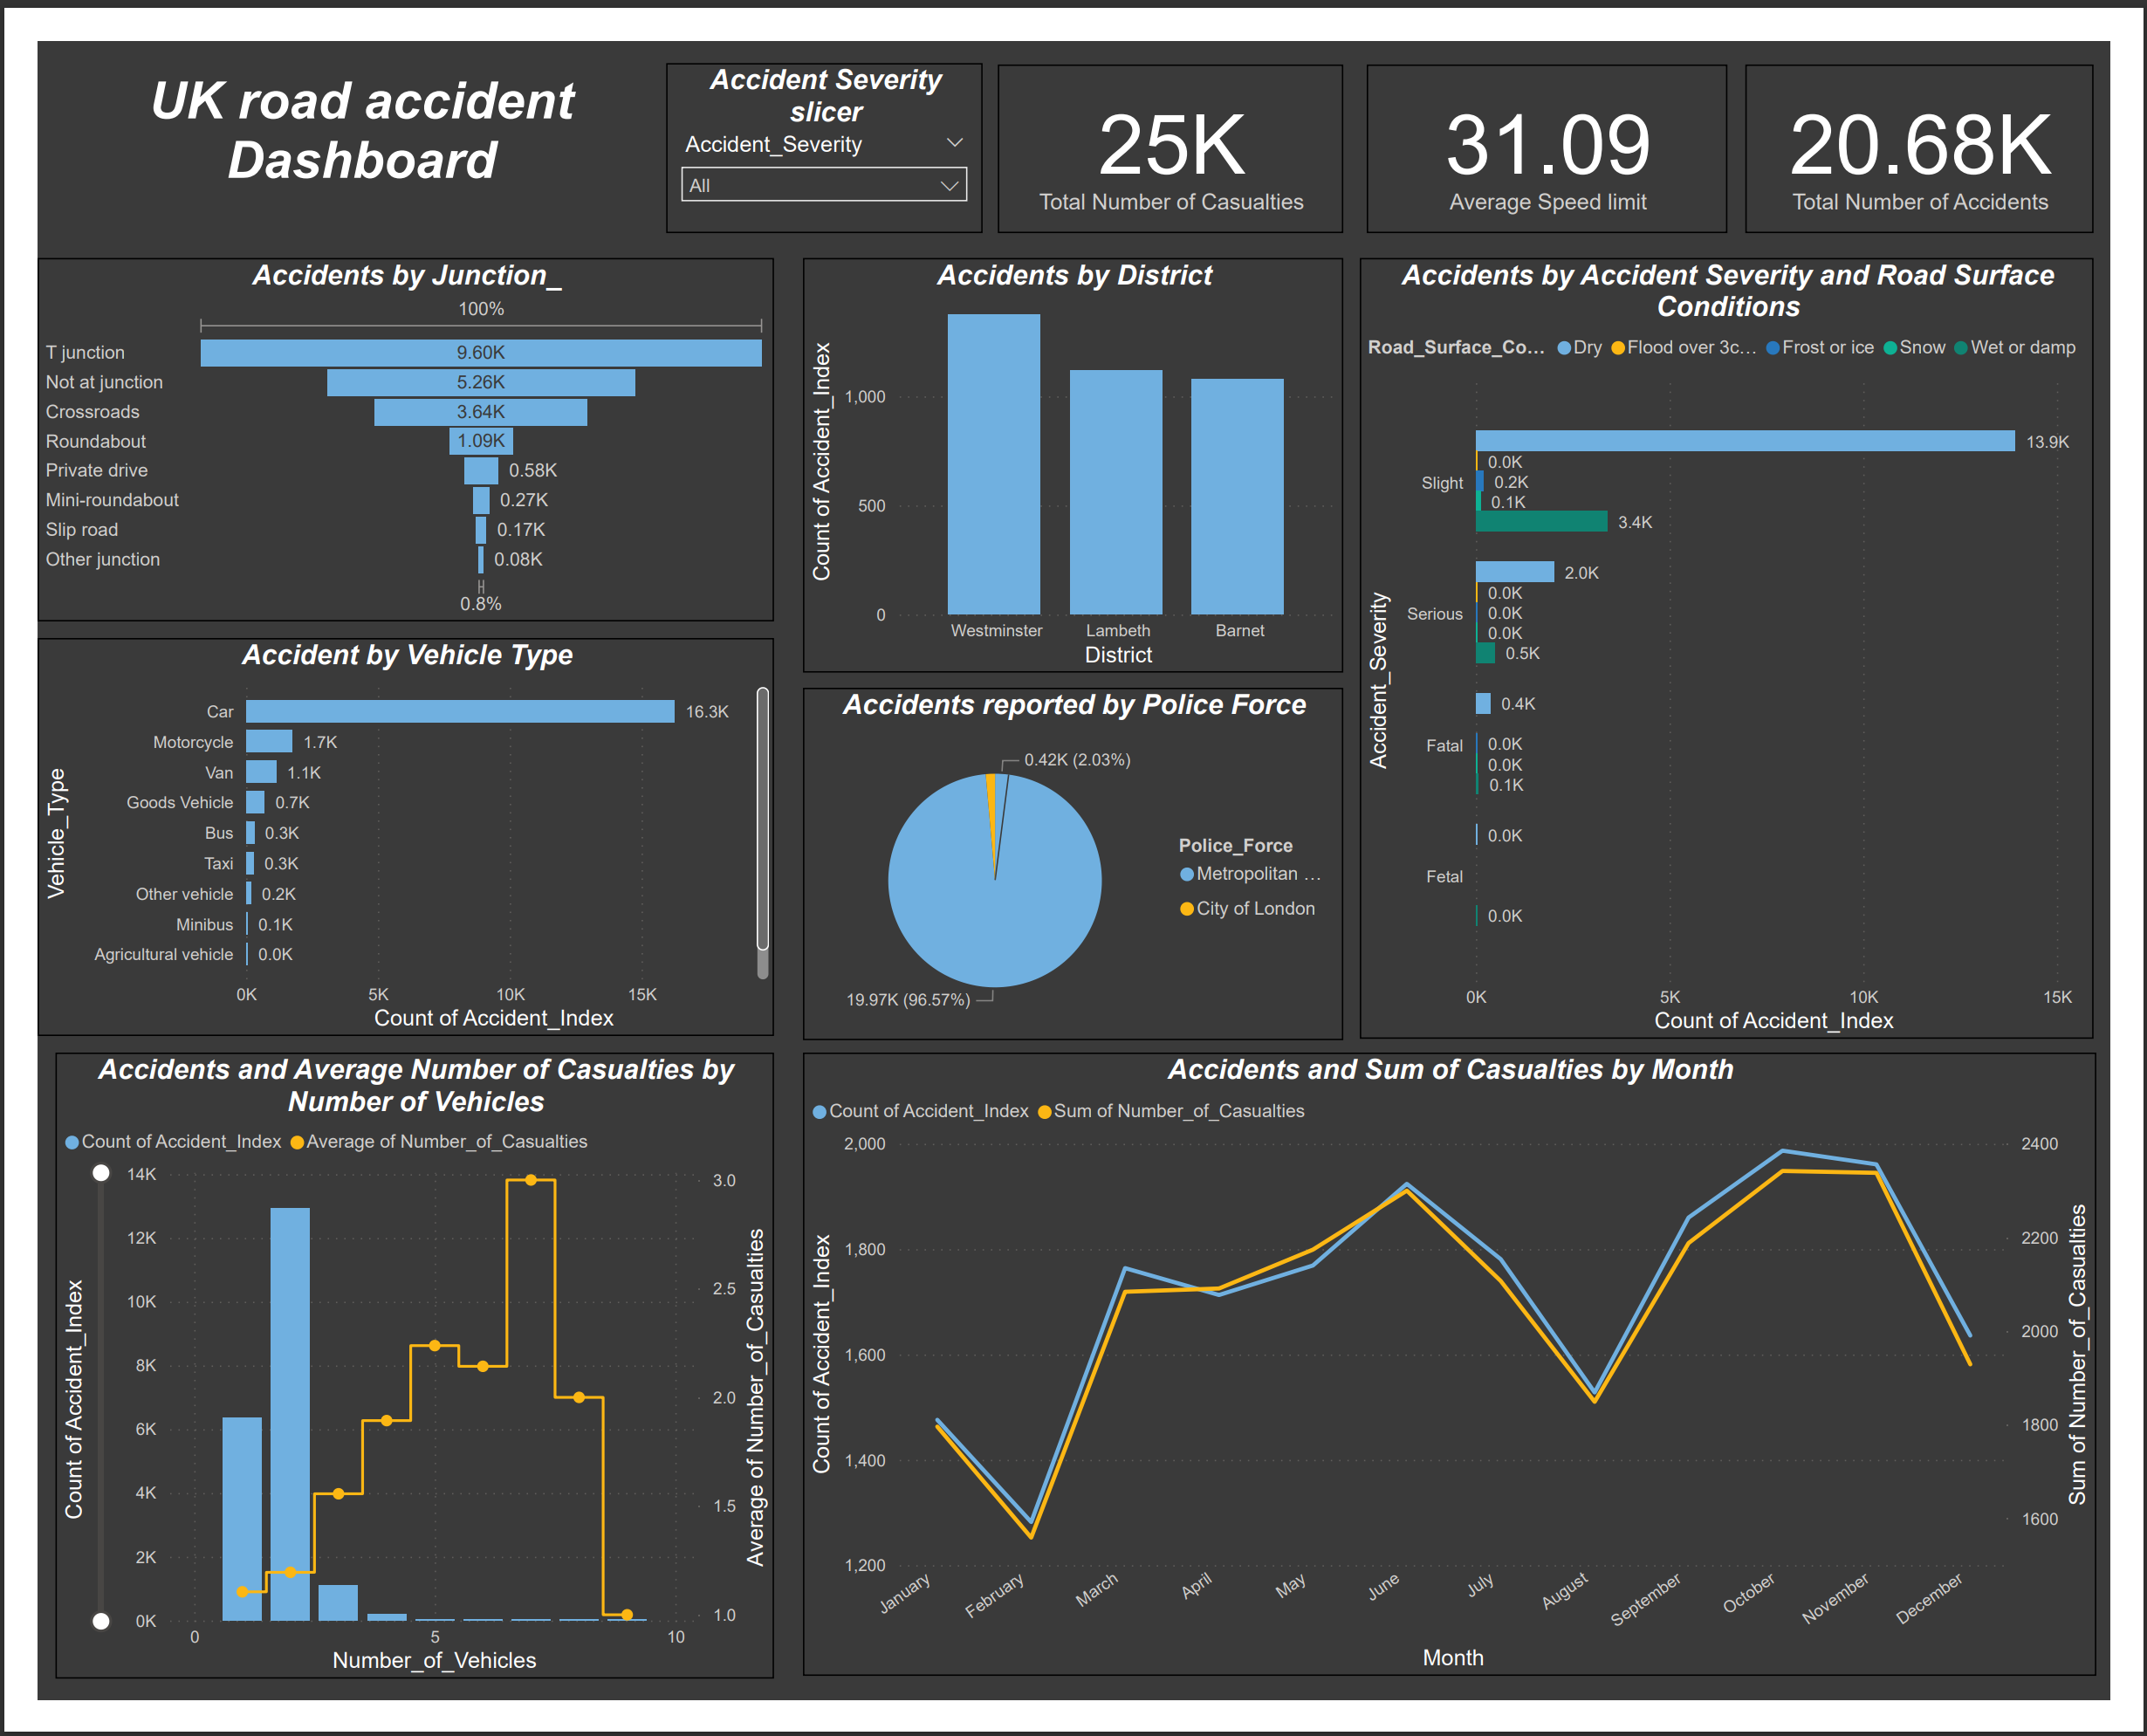 UK road accident
Dashboard
Accident Severity
slicer
Accident_Severity
All
25K
Total Number of Casualties
31.09
Average Speed limit
20.68K
Total Number of Accidents
Accidents by Junction_
100%
T junction 9.60K
Not at junction 5.26K
Crossroads 3.64K
Roundabout 1.09K
Private drive 0.58K
Mini-roundabout 0.27K
Slip road 0.17K
Other junction 0.08K
0.8%
Accidents by District
Count of Accident_Index
1,000
500
0
Westminster Lambeth Barnet
District
Accidents by Accident Severity and Road Surface
Conditions
Road_Surface_Co... Dry Flood over 3c... Frost or ice Snow Wet or damp
Accident_Severity
13.9K
0.0K
Slight 0.2K
0.1K
3.4K
2.0K
0.0K
Serious 0.0K
0.0K
0.5K
0.4K
Fatal 0.0K
0.0K
0.1K
0.0K
Fetal
0.0K
0K 5K 10K 15K
Count of Accident_Index
Accident by Vehicle Type
Vehicle_Type
Car 16.3K
Motorcycle 1.7K
Van 1.1K
Goods Vehicle 0.7K
Bus 0.3K
Taxi 0.3K
Other vehicle 0.2K
Minibus 0.1K
Agricultural vehicle 0.0K
0K 5K 10K 15K
Count of Accident_Index
Accidents reported by Police Force
0.42K (2.03%)
19.97K (96.57%)
Police_Force
Metropolitan ...
City of London
Accidents and Average Number of Casualties by
Number of Vehicles
Count of Accident_Index Average of Number_of_Casualties
Count of Accident_Index
14K
12K
10K
8K
6K
4K
2K
0K
3.0
2.5
2.0
1.5
1.0
Average of Number_of_Casualties
0 5 10
Number_of_Vehicles
Accidents and Sum of Casualties by Month
Count of Accident_Index Sum of Number_of_Casualties
Count of Accident_Index
2,000
1,800
1,600
1,400
1,200
2400
2200
2000
1800
1600
Sum of Number_of_Casualties
January February March April May June July August September October November December
Month